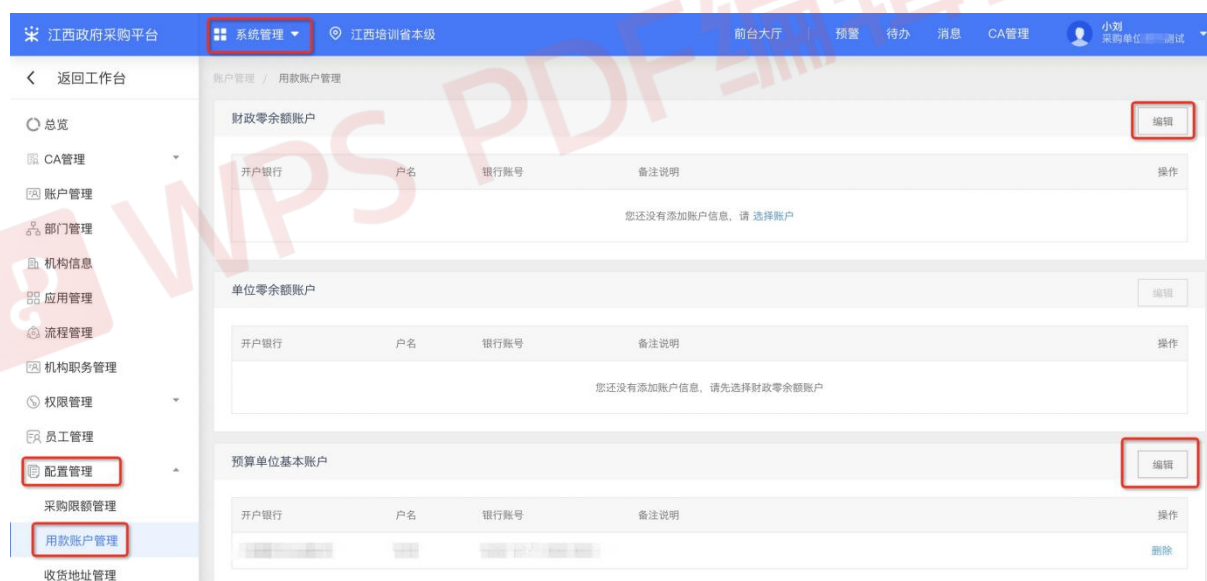 江西政府采购平台 系统管理 江西培训省本级 前台大厅 预警 待办 消息 CA管理 小刘
采购单位 测试
返回工作台
账户管理 / 用款账户管理
总览
CA管理
账户管理
部门管理
机构信息
应用管理
流程管理
机构职务管理
权限管理
员工管理
配置管理
采购限额管理
用款账户管理
收货地址管理
财政零余额账户 编辑
开户银行 户名 银行账号 备注说明 操作
您还没有添加账户信息，请 选择账户
单位零余额账户 编辑
开户银行 户名 银行账号 备注说明 操作
您还没有添加账户信息，请先选择财政零余额账户
预算单位基本账户 编辑
开户银行 户名 银行账号 备注说明 操作
删除
WPS PDF编辑